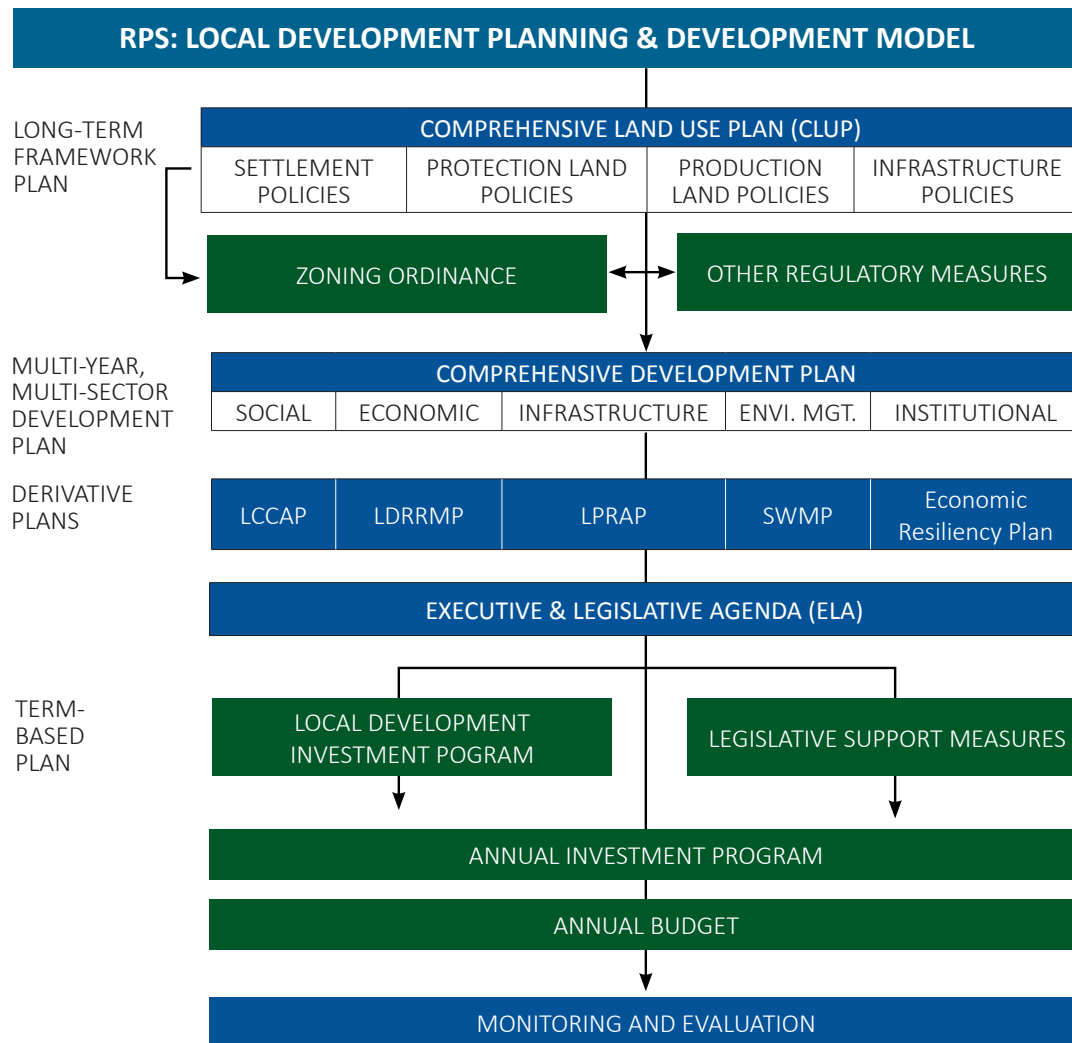 RPS: LOCAL DEVELOPMENT PLANNING & DEVELOPMENT MODEL
LONG-TERM
FRAMEWORK
PLAN
COMPREHENSIVE LAND USE PLAN (CLUP)
SETTLEMENT
POLICIES
PROTECTION LAND
POLICIES
PRODUCTION
LAND POLICIES
INFRASTRUCTURE
POLICIES
ZONING ORDINANCE
OTHER REGULATORY MEASURES
MULTI-YEAR,
MULTI-SECTOR
DEVELOPMENT
PLAN
COMPREHENSIVE DEVELOPMENT PLAN
SOCIAL
ECONOMIC
INFRASTRUCTURE
ENVI. MGT.
INSTITUTIONAL
DERIVATIVE
PLANS
LCCAP
LDRRMP
LPRAP
SWMP
Economic
Resiliency Plan
EXECUTIVE & LEGISLATIVE AGENDA (ELA)
TERM-
BASED
PLAN
LOCAL DEVELOPMENT
INVESTMENT POGRAM
LEGISLATIVE SUPPORT MEASURES
ANNUAL INVESTMENT PROGRAM
ANNUAL BUDGET
MONITORING AND EVALUATION